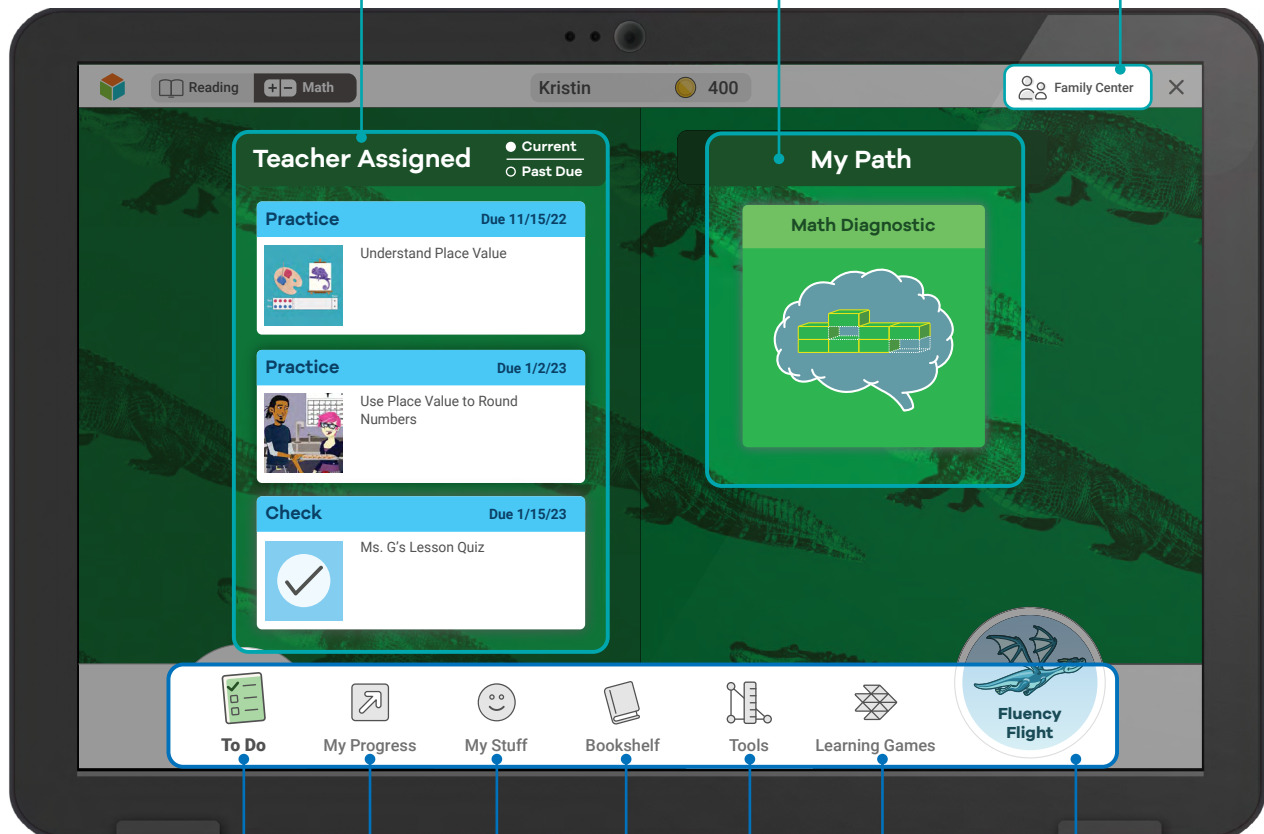 Reading
Math
Kristin
400
Family Center
Teacher Assigned
Current
Past Due
Practice
Due 11/15/22
Understand Place Value
Practice
Due 1/2/23
Use Place Value to Round
Numbers
Check
Due 1/15/23
Ms. G's Lesson Quiz
My Path
Math Diagnostic
To Do
My Progress
My Stuff
Bookshelf
Tools
Learning Games
Fluency
Flight